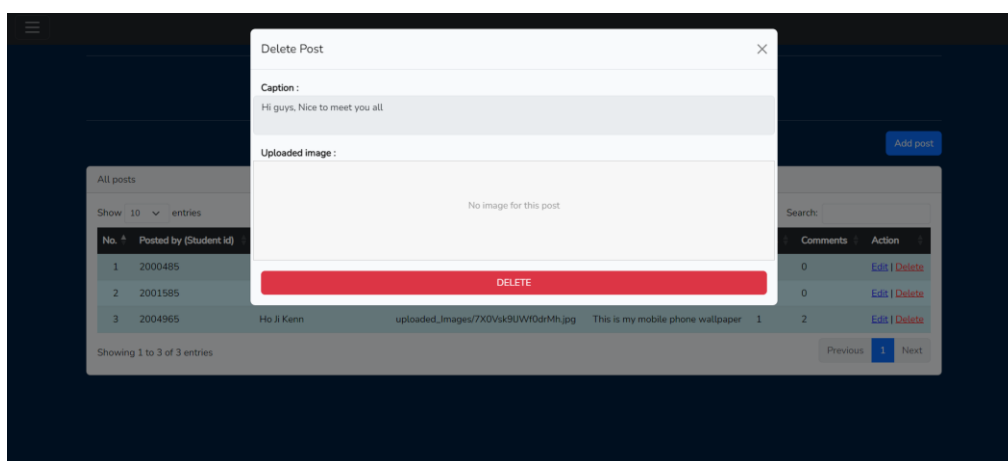 Delete Post
Caption :
Hi guys, Nice to meet you all
Uploaded image :
No image for this post
DELETE
Add post
All posts
Show 10 entries Search:
No. Posted by (Student id) Comments Action
1 2000485 0 Edit | Delete
2 2001585 0 Edit | Delete
3 2004965 Ho Ji Kenn uploaded_Images/7X0Vsk9UWf0drMh.jpg This is my mobile phone wallpaper 1 2 Edit | Delete
Showing 1 to 3 of 3 entries Previous 1 Next